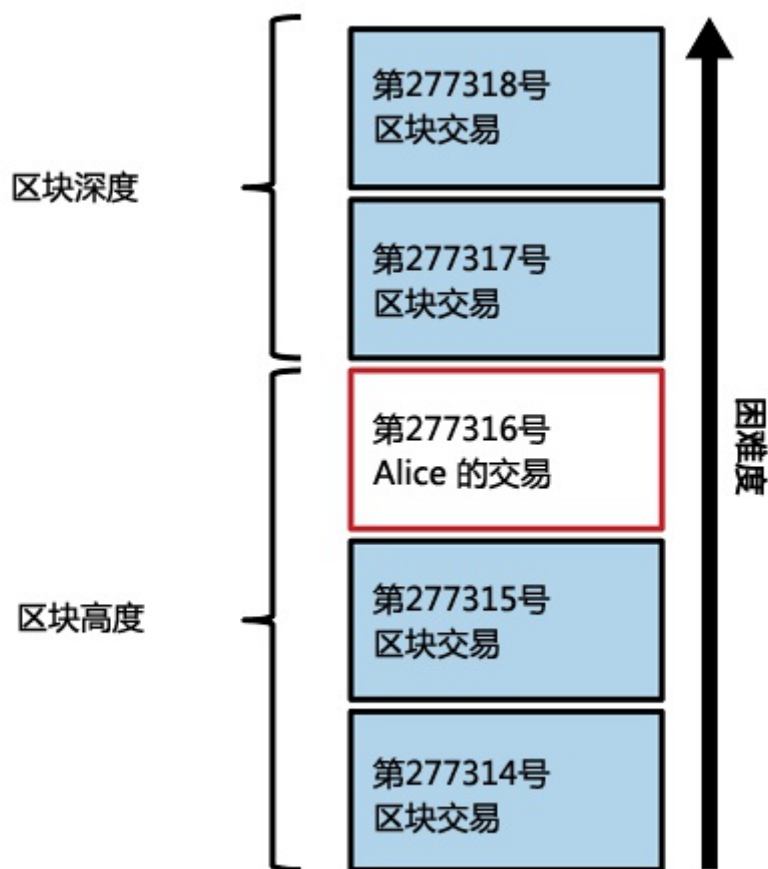 第277318号
区块交易
区块深度
第277317号
区块交易
第277316号
Alice 的交易
困难度
第277315号
区块交易
区块高度
第277314号
区块交易